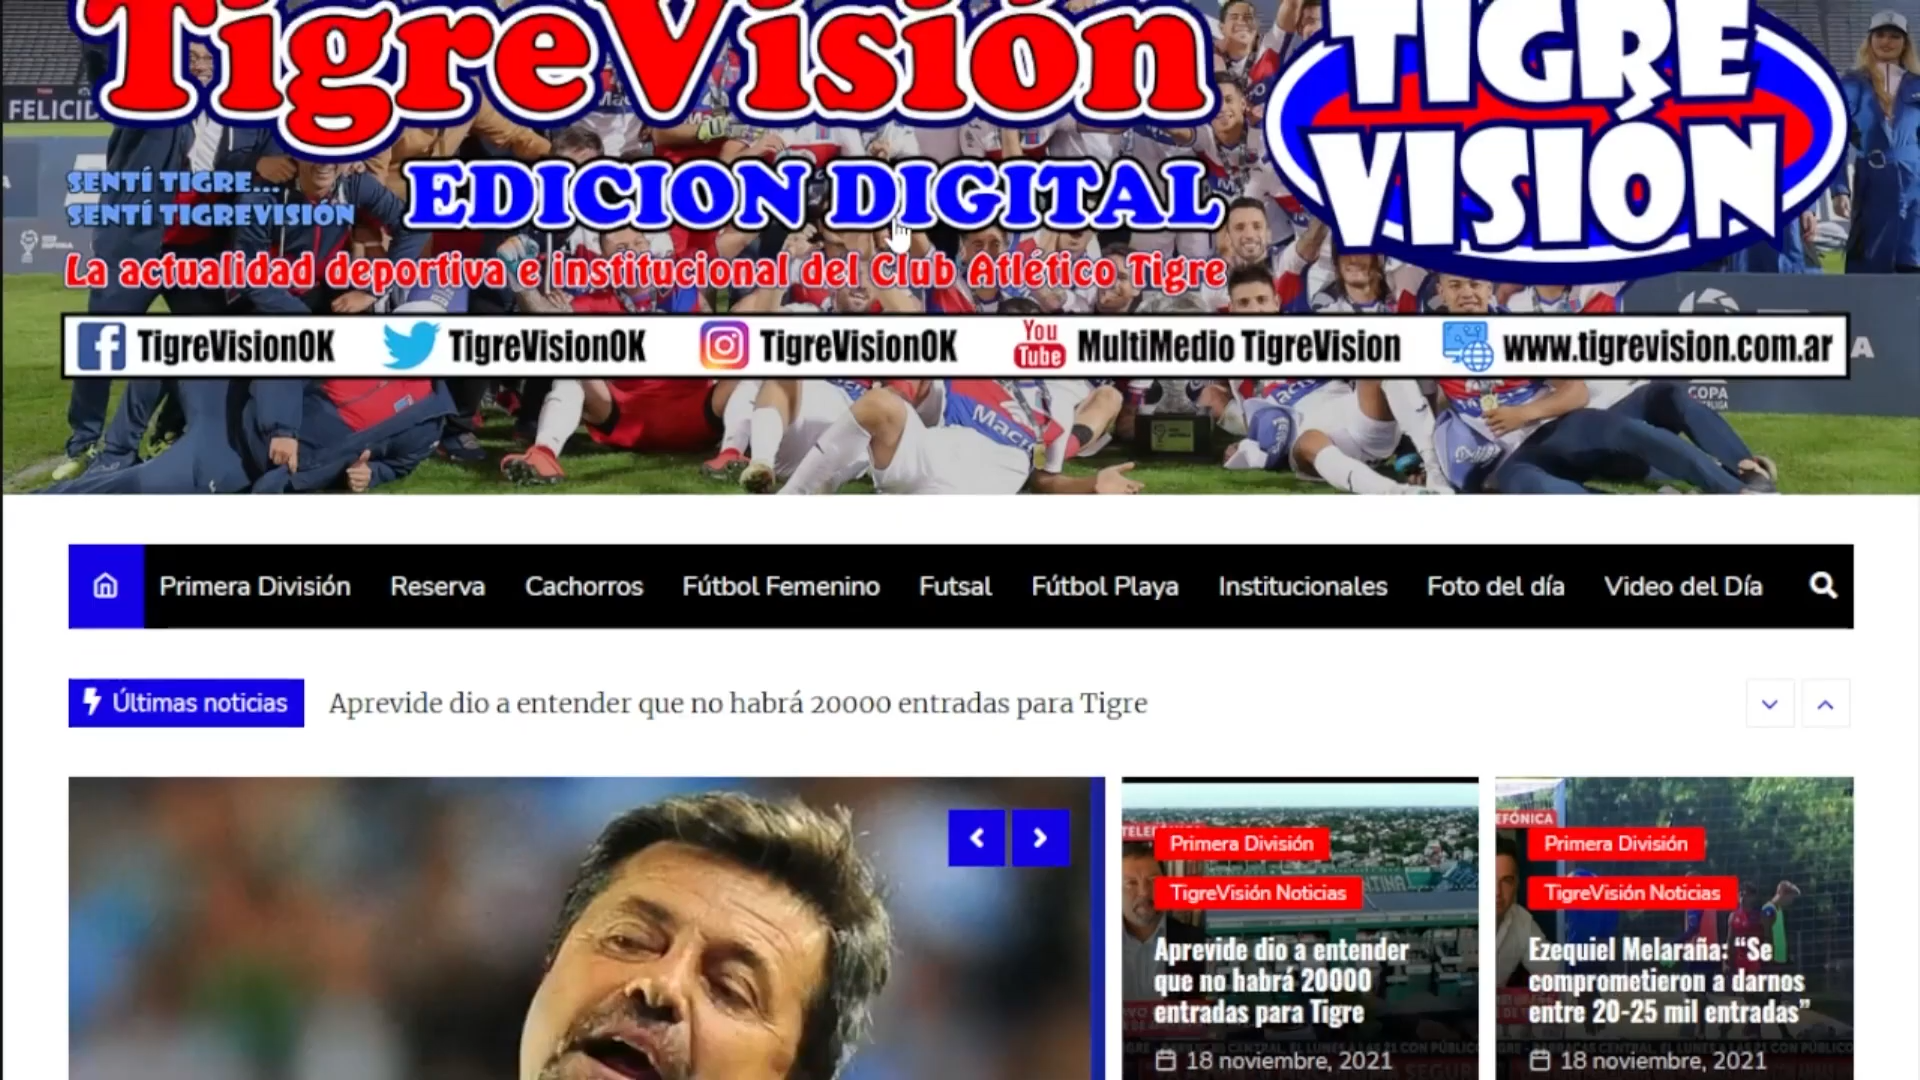 TigreVisión
TIGRE
VISIÓN
FELICID
SENTÍ TIGRE...
SENTÍ TIGREVISIÓN
EDICION DIGITAL
La actualidad deportiva e institucional del Club Atlético Tigre
TigreVisionOK TigreVisionOK TigreVisionOK You Tube MultiMedio TigreVision www.tigrevision.com.ar
COPA
Primera División Reserva Cachorros Fútbol Femenino Futsal Fútbol Playa Institucionales Foto del día Video del Día
Últimas noticias Aprevide dio a entender que no habrá 20000 entradas para Tigre
Primera División
TigreVisión Noticias
Aprevide dio a entender
que no habrá 20000
entradas para Tigre
18 noviembre, 2021
EFÓNICA
Primera División
TigreVisión Noticias
Ezequiel Melaraña: “Se
comprometieron a darnos
entre 20-25 mil entradas”
18 noviembre, 2021